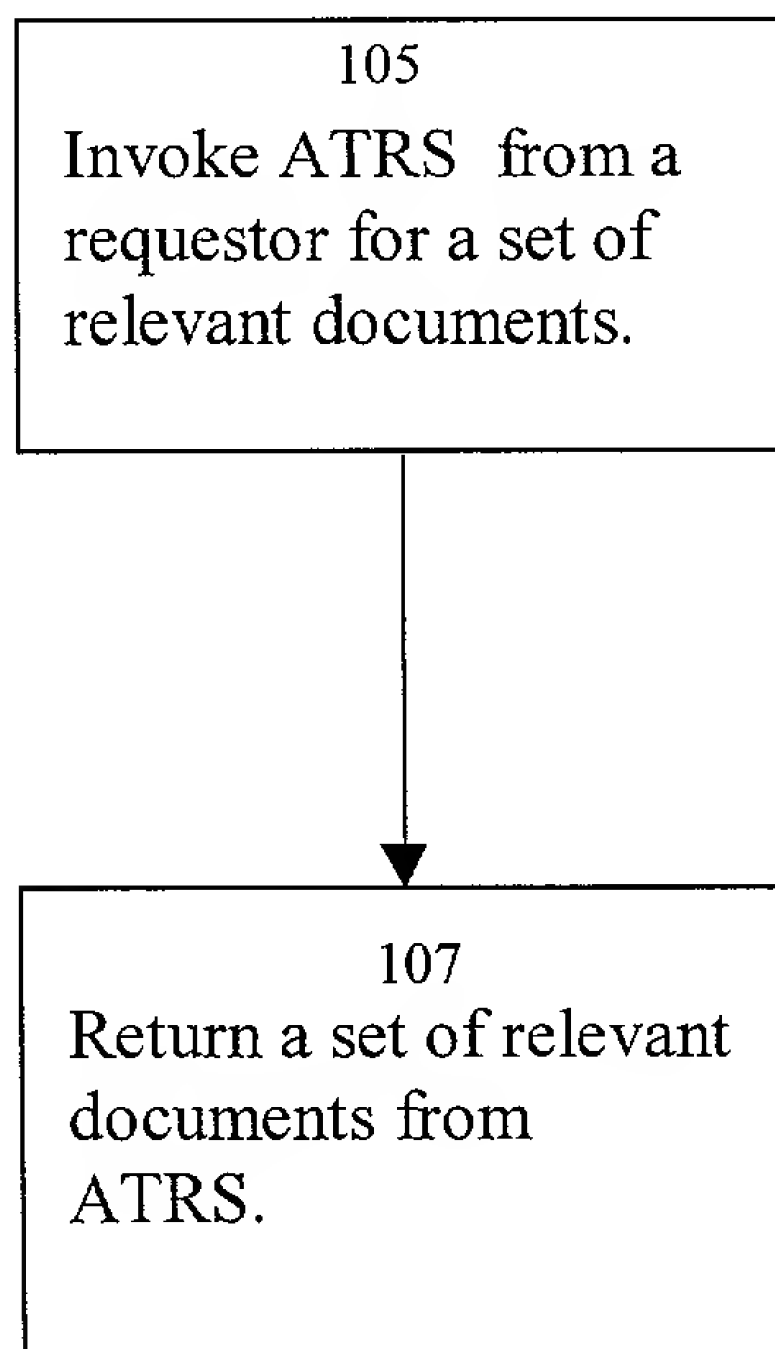 105
Invoke ATRS from a
requestor for a set of
relevant documents.
107
Return a set of relevant
documents from
ATRS.